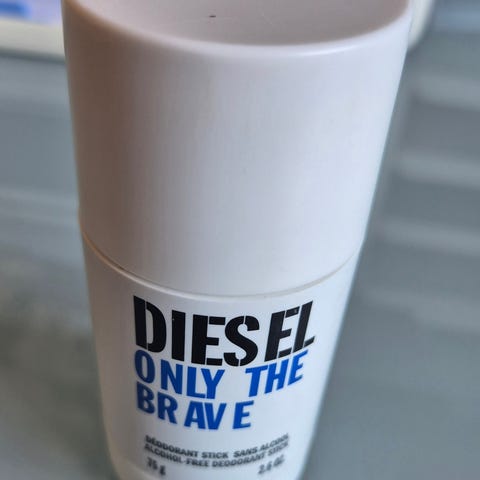 DIESEL
ONLY THE
BRAVE
DÉODORANT STICK SANS ALCOOL
ALCOHOL-FREE DEODORANT STICK
75 g 2.6 OZ.